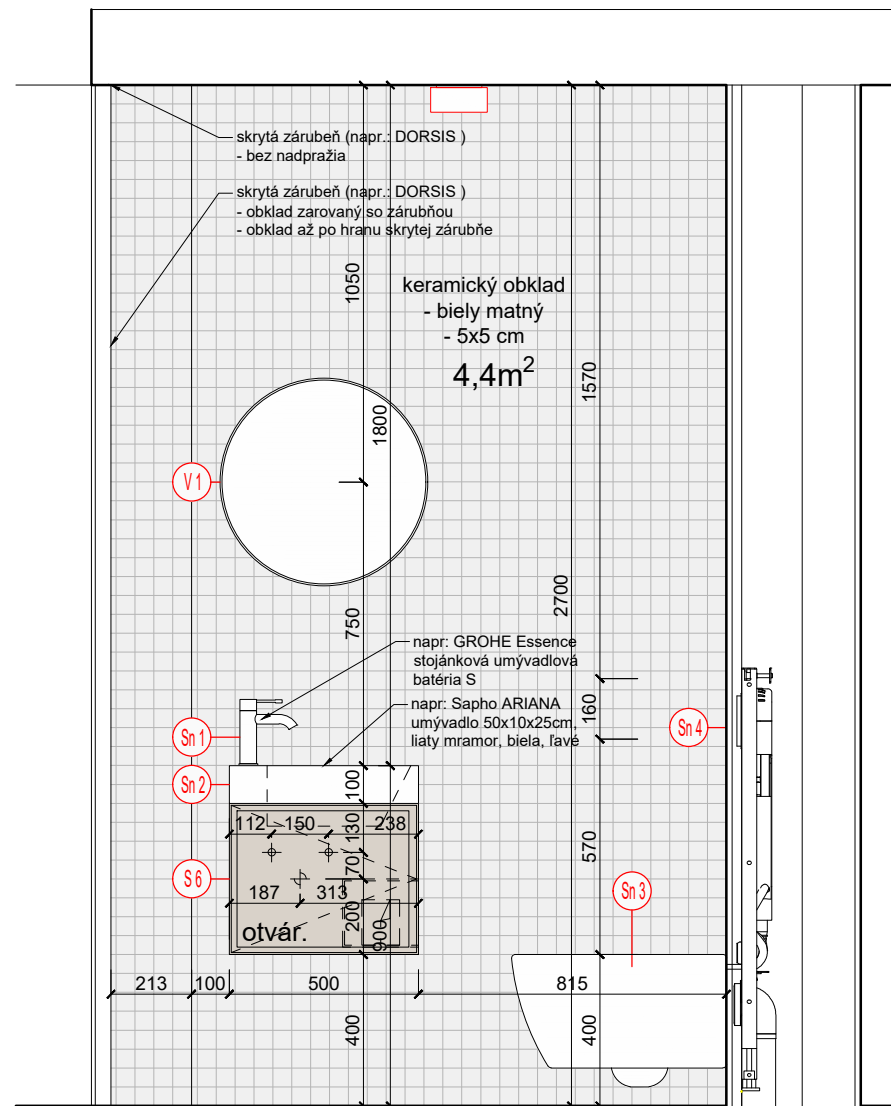 skrytá zárubeň (napr.: DORSIS )
- bez nadpražia
skrytá zárubeň (napr.: DORSIS )
- obklad zarovaný so zárubňou
- obklad až po hranu skrytej zárubňe
1050
keramický obklad
- biely matný
- 5x5 cm
4,4m²
1570
1800
V 1
2700
750
napr: GROHE Essence
stojánková umývadlová
batéria S
napr: Sapho ARIANA
umývadlo 50x10x25cm,
liaty mramor, biela, ľavé
160
Sn 4
Sn 1
Sn 2
100
112
150
130
238
570
70
S 6
187
313
Sn 3
200
900
otvár.
213
100
500
815
400
400